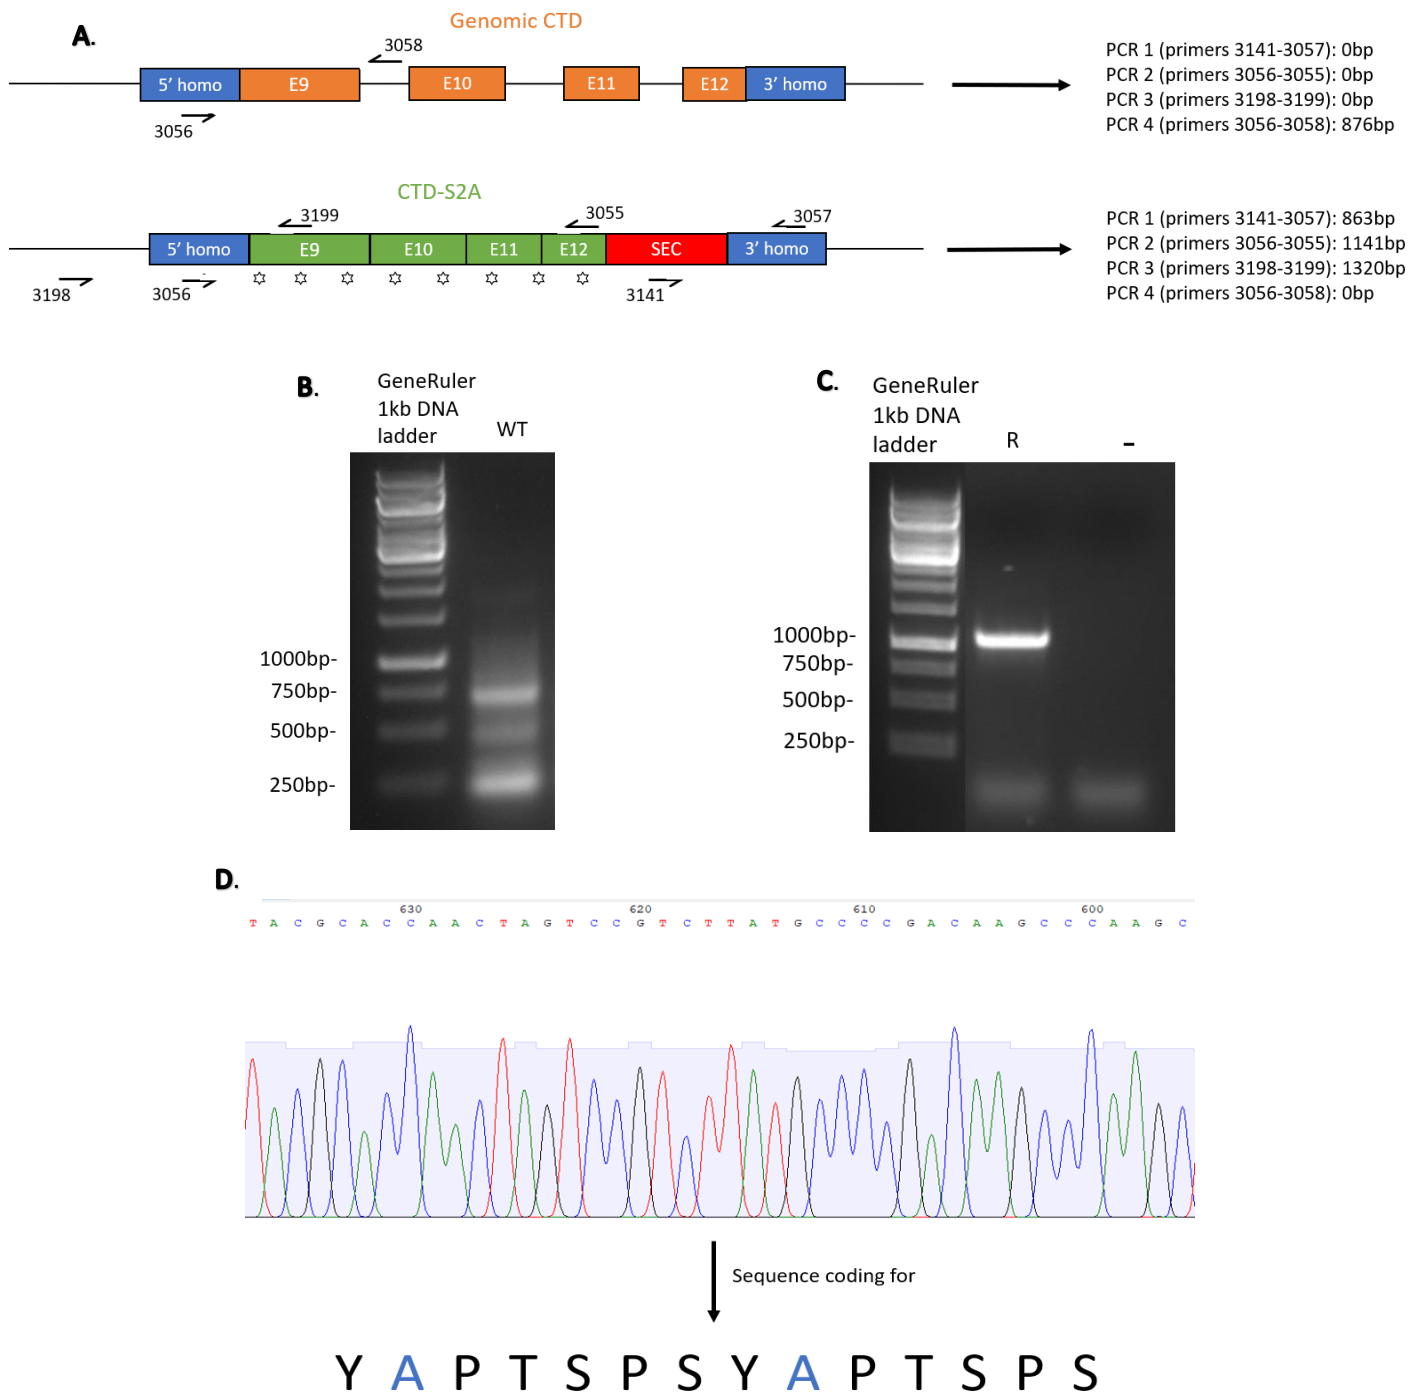 A.
Genomic CTD
3058
5’ homo E9 E10 E11 E12 3’ homo
3056
PCR 1 (primers 3141-3057): 0bp
PCR 2 (primers 3056-3055): 0bp
PCR 3 (primers 3198-3199): 0bp
PCR 4 (primers 3056-3058): 876bp
CTD-S2A
3199 3055 3057
5’ homo E9 E10 E11 E12 SEC 3’ homo
3198 3056 3141
PCR 1 (primers 3141-3057): 863bp
PCR 2 (primers 3056-3055): 1141bp
PCR 3 (primers 3198-3199): 1320bp
PCR 4 (primers 3056-3058): 0bp
B.
GeneRuler
1kb DNA
ladder
WT
1000bp-
750bp-
500bp-
250bp-
C.
GeneRuler
1kb DNA
ladder
R –
1000bp-
750bp-
500bp-
250bp-
D.
630 620 610 600
T A C G C A C C A A C T A G T C C G T C T T A T G C C C C G A C A A G C C C A A G C
Sequence coding for
Y A P T S P S Y A P T S P S